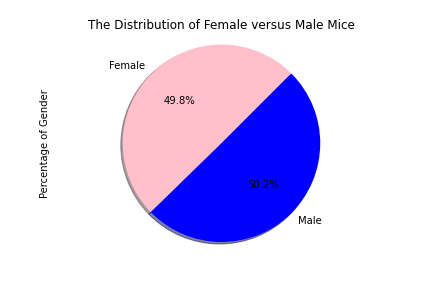 The Distribution of Female versus Male Mice
Female
49.8%
Percentage of Gender
50.2%
Male